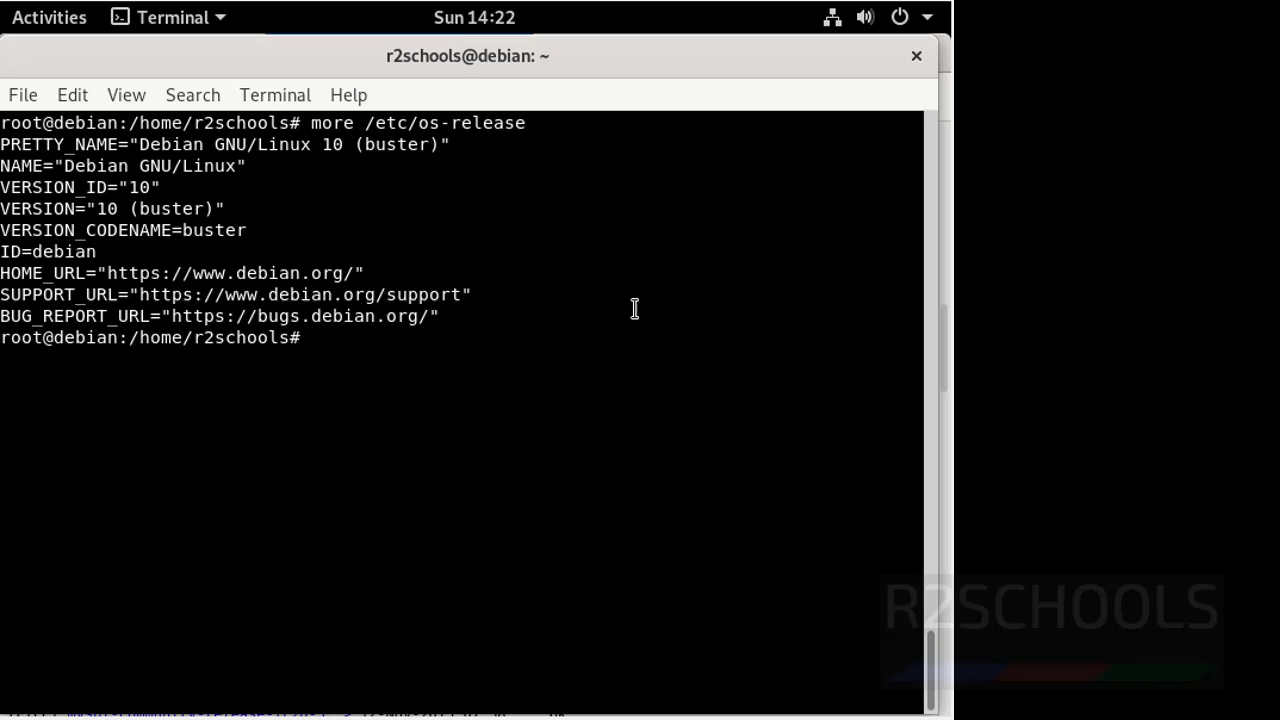 Activities Terminal Sun 14:22
r2schools@debian: ~
File Edit View Search Terminal Help
root@debian:/home/r2schools# more /etc/os-release
PRETTY_NAME="Debian GNU/Linux 10 (buster)"
NAME="Debian GNU/Linux"
VERSION_ID="10"
VERSION="10 (buster)"
VERSION_CODENAME=buster
ID=debian
HOME_URL="https://www.debian.org/"
SUPPORT_URL="https://www.debian.org/support"
BUG_REPORT_URL="https://bugs.debian.org/"
root@debian:/home/r2schools#
R2SCHOOLS